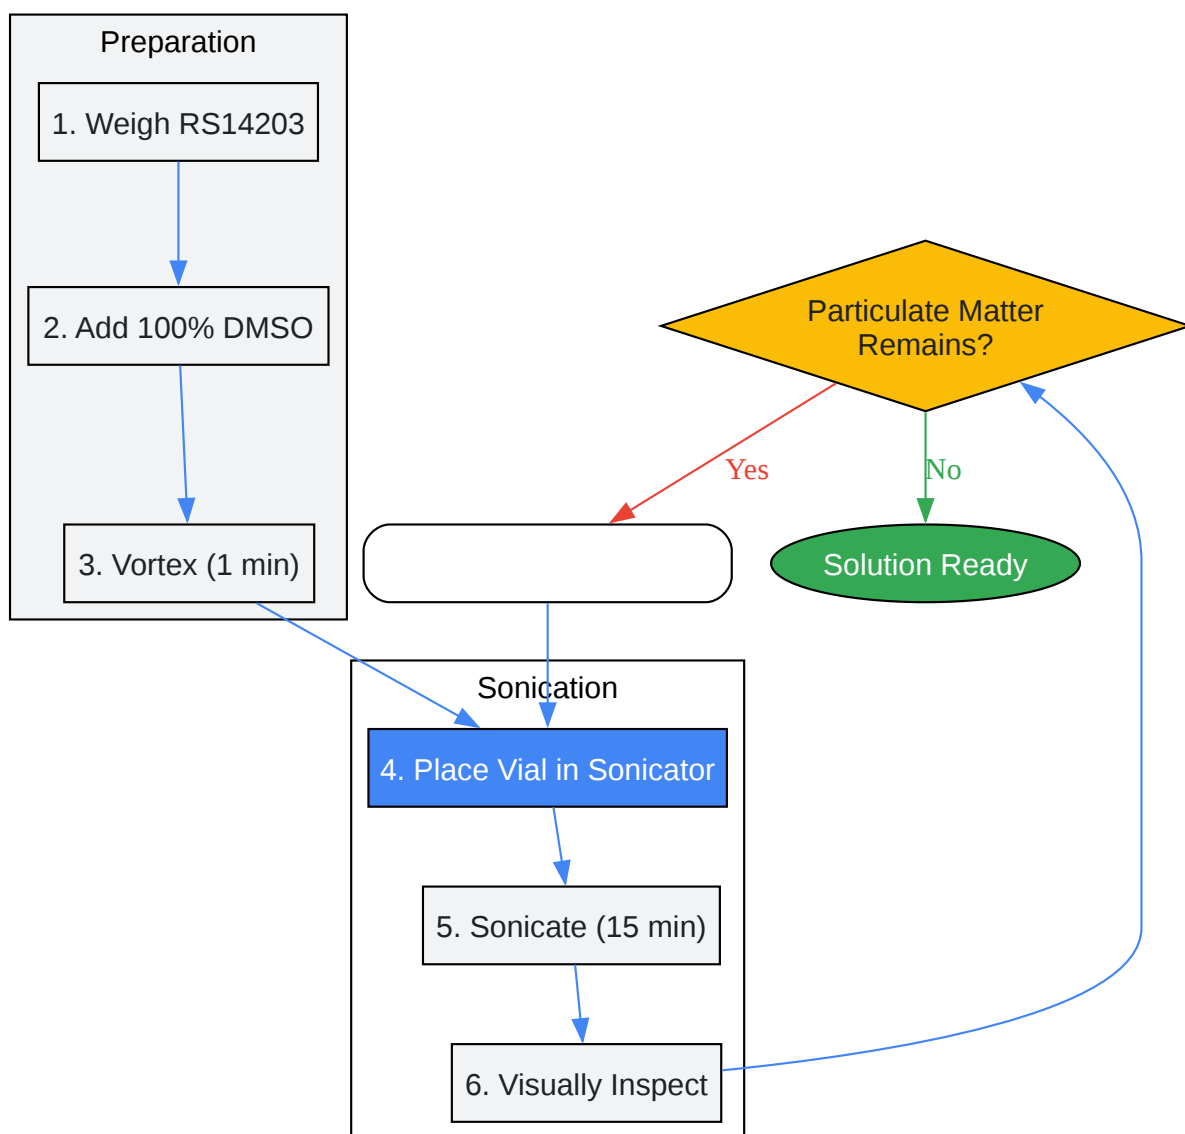 Preparation
1. Weigh RS14203
2. Add 100% DMSO
3. Vortex (1 min)
Particulate Matter
Remains?
Yes
No
Solution Ready
Sonication
4. Place Vial in Sonicator
5. Sonicate (15 min)
6. Visually Inspect